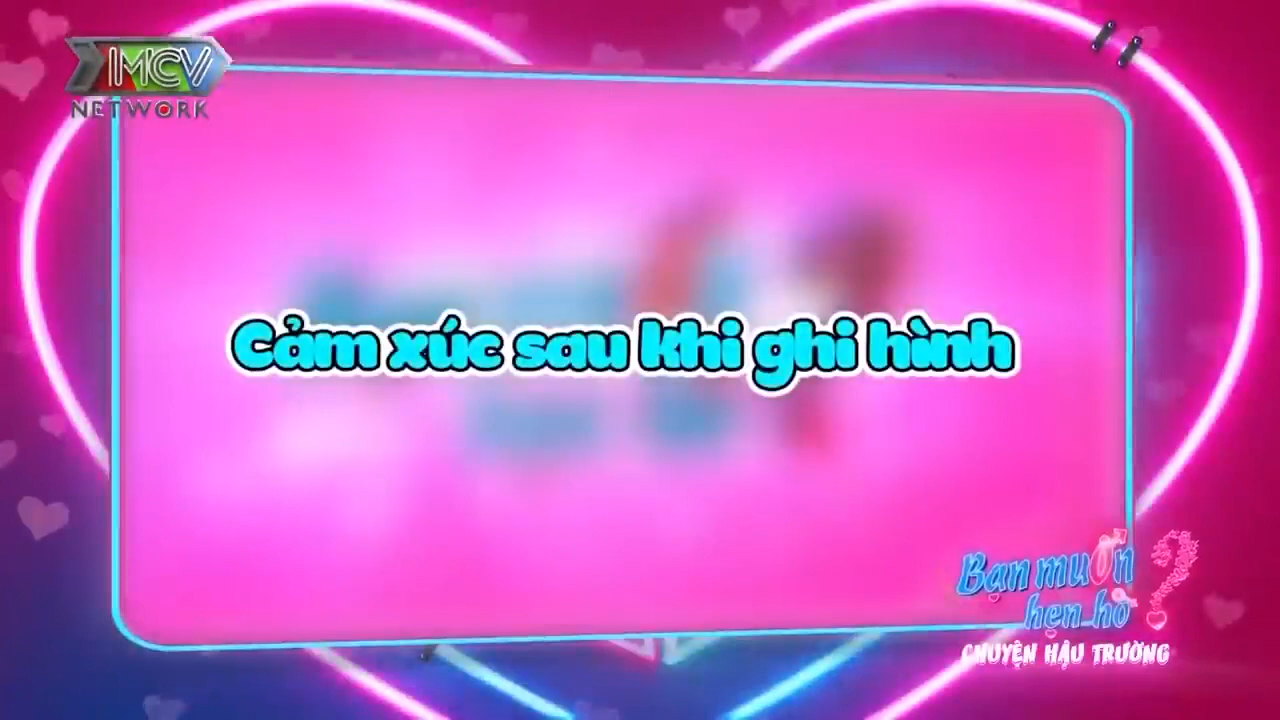 MCV
NETWORK
Cảm xúc sau khi ghi hình
Bạn muốn
hẹn hò ?
CHUYỆN HẬU TRƯỜNG